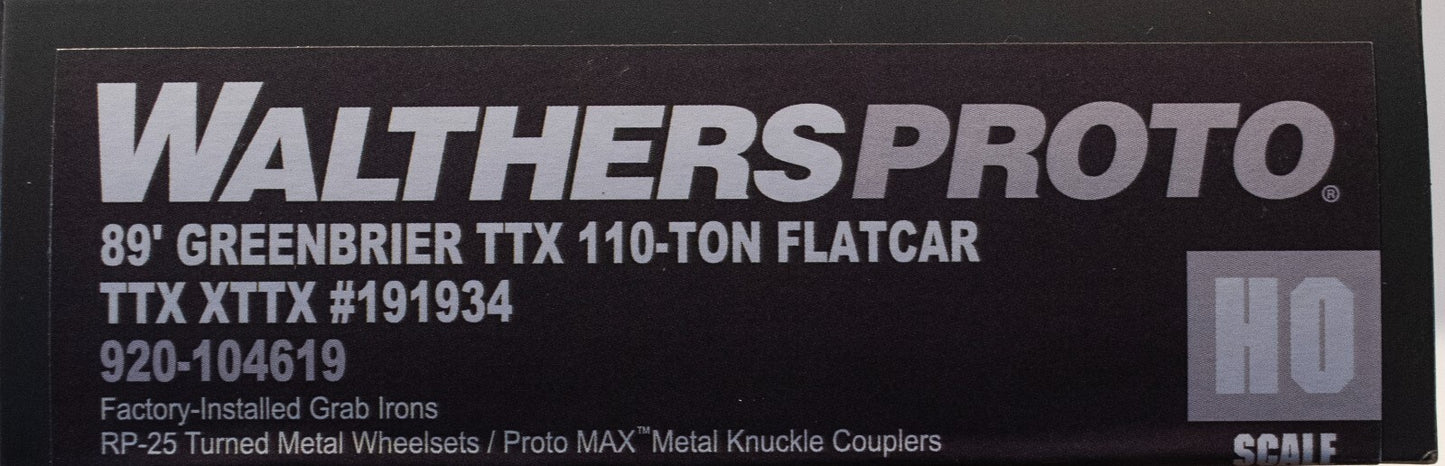 WALTHERSPROTO®
89' GREENBRIER TTX 110-TON FLATCAR
TTX XTTX #191934
920-104619
Factory-Installed Grab Irons
RP-25 Turned Metal Wheelsets / Proto MAX™ Metal Knuckle Couplers
HO
SCALE